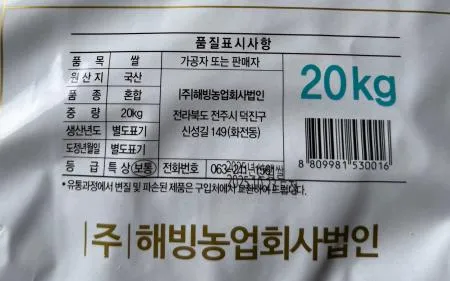 품질표시사항
품 목 쌀 가공자 또는 판매자
원산지 국산
품 종 혼합 (주)해빙농업회사법인
중 량 20kg 전라북도 전주시 덕진구
생산년도 별도표기 신성길 149(화전동)
도정년월일 별도표기
등 급 특 상 보통 전화번호
*유통과정에서 변질 및 파손된 제품은 구입처에서 교환하여 드립니다.
20kg
8 809981 530016
|주|해빙농업회사법인